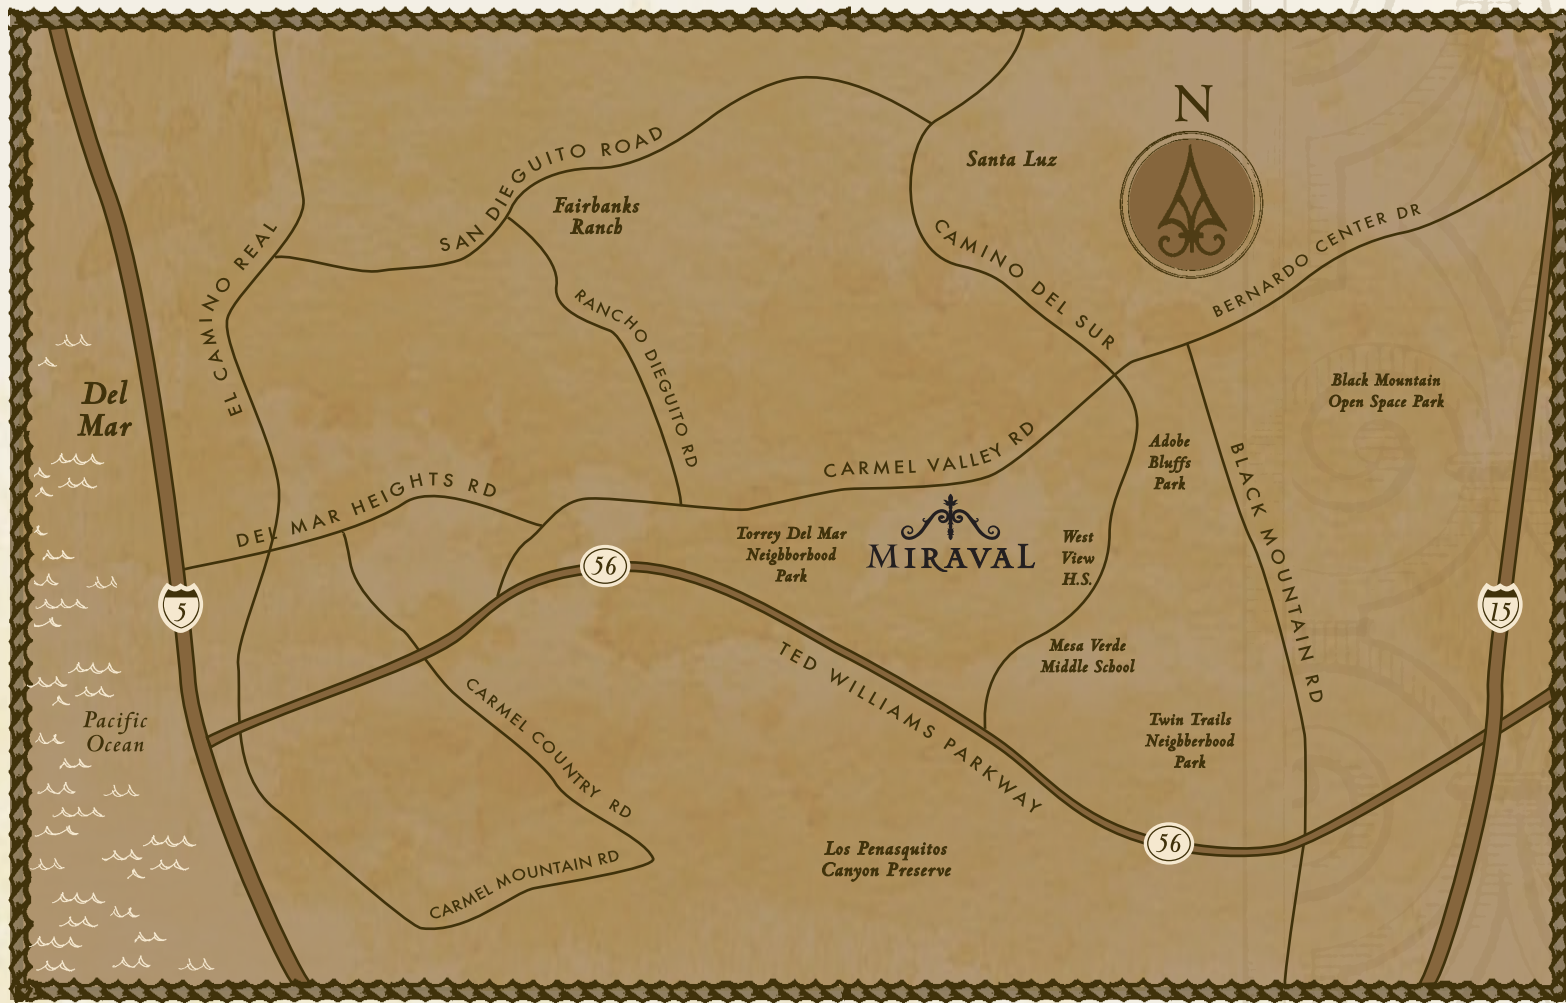 N
SAN DIEGUITO ROAD
Santa Luz
Fairbanks
Ranch
EL CAMINO REAL
CAMINO DEL SUR
BERNARDO CENTER DR
RANCHO DIEGUITO RD
Del
Mar
Black Mountain
Open Space Park
CARMEL VALLEY RD
Adobe
Bluffs
Park
BLACK MOUNTAIN RD
DEL MAR HEIGHTS RD
Torrey Del Mar
Neighborhood
Park
MIRAVAL
West
View
H.S.
56
5
15
Mesa Verde
Middle School
TED WILLIAMS PARKWAY
Pacific
Ocean
CARMEL COUNTRY RD
Twin Trails
Neighberhood
Park
56
Los Penasquitos
Canyon Preserve
CARMEL MOUNTAIN RD